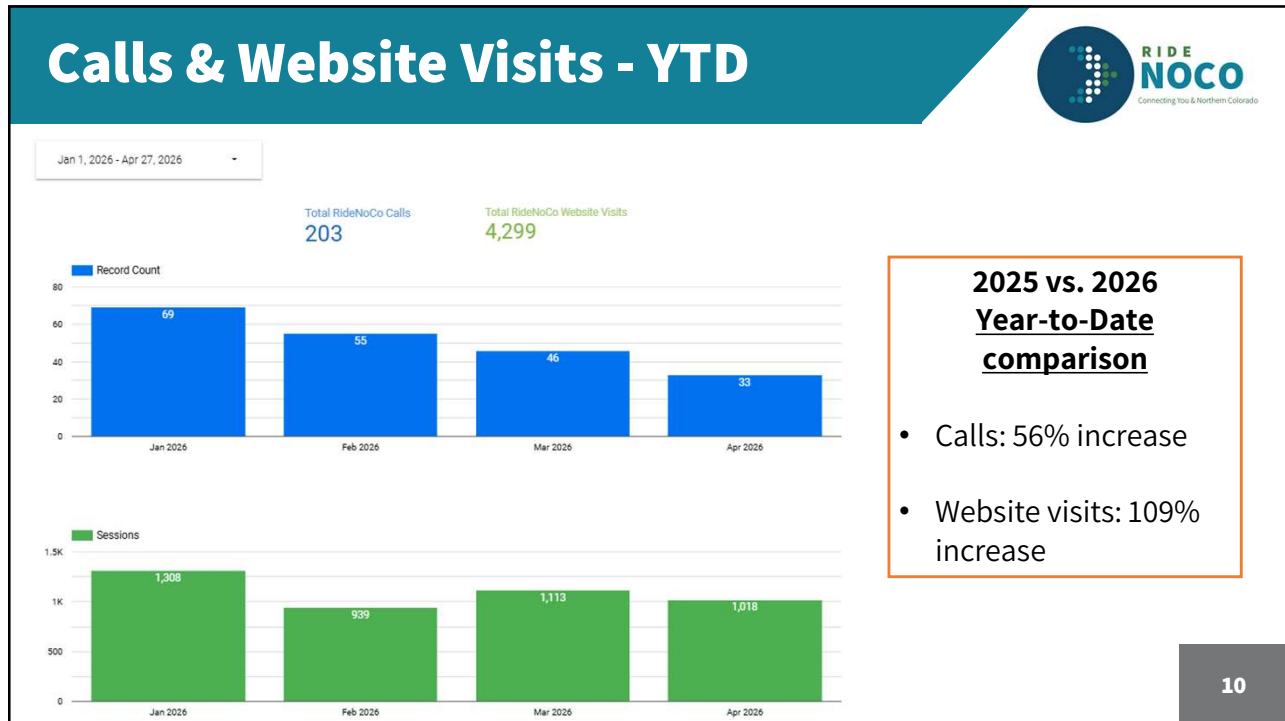 Calls & Website Visits - YTD
RIDE
NOCO
Connecting You & Northern Colorado
Jan 1, 2026 - Apr 27, 2026
Total RideNoCo Calls
203
Total RideNoCo Website Visits
4,299
Record Count
80
60
40
20
0
69
55
46
33
Jan 2026
Feb 2026
Mar 2026
Apr 2026
Sessions
1.5K
1K
500
0
1,308
939
1,113
1,018
Jan 2026
Feb 2026
Mar 2026
Apr 2026
2025 vs. 2026
Year-to-Date
comparison
• Calls: 56% increase
• Website visits: 109%
increase
10